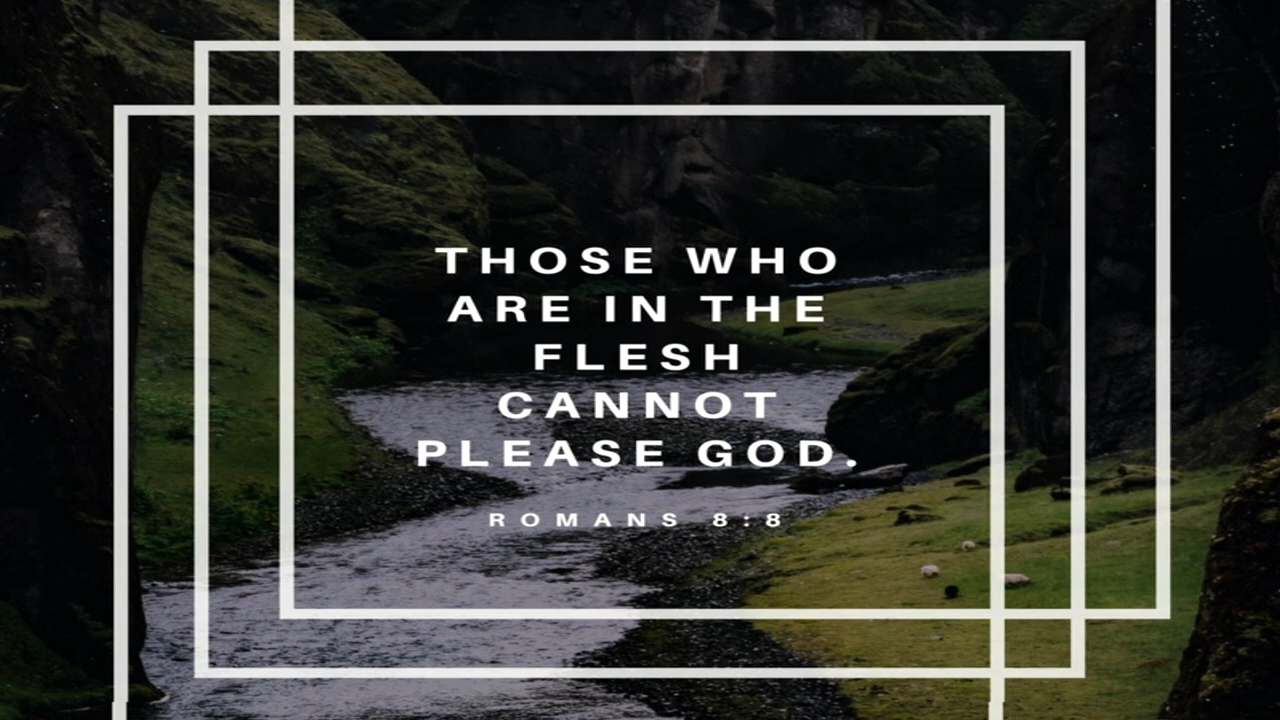 THOSE WHO
ARE IN THE
FLESH
CANNOT
PLEASE GOD.
ROMANS 8:8